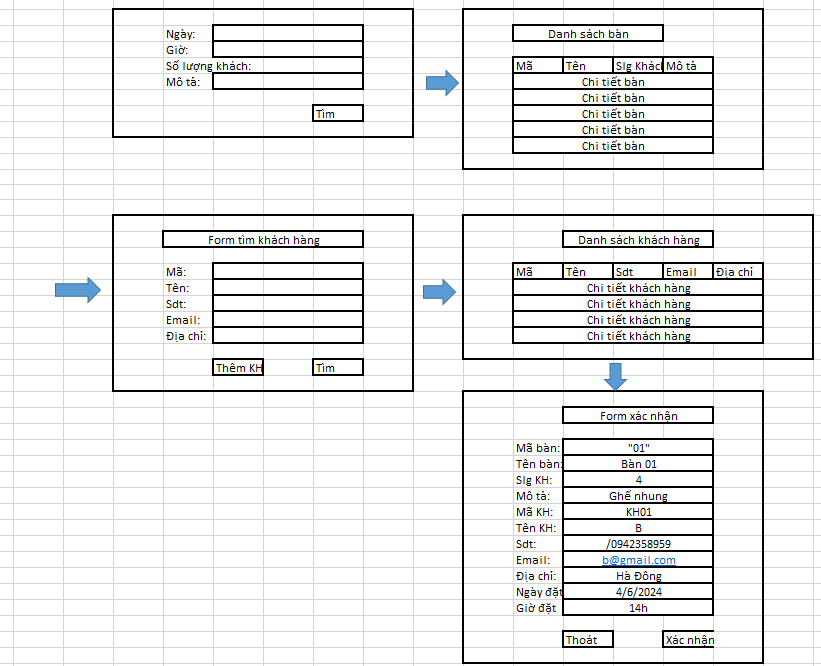 Ngày:
Giờ:
Số lượng khách:
Mô tả:
Tìm
Danh sách bàn
Mã Tên Slg Khácl Mô tả
Chi tiết bàn
Chi tiết bàn
Chi tiết bàn
Chi tiết bàn
Chi tiết bàn
Form tìm khách hàng
Mã:
Tên:
Sdt:
Email:
Địa chỉ:
Thêm KH Tìm
Danh sách khách hàng
Mã Tên Sdt Email Địa chỉ
Chi tiết khách hàng
Chi tiết khách hàng
Chi tiết khách hàng
Chi tiết khách hàng
Form xác nhận
Mã bàn: "01"
Tên bàn: Bàn 01
Slg KH: 4
Mô tả: Ghế nhung
Mã KH: KH01
Tên KH: B
Sdt: /0942358959
Email: b@gmail.com
Địa chỉ: Hà Đông
Ngày đặt 4/6/2024
Giờ đặt 14h
Thoát Xác nhận